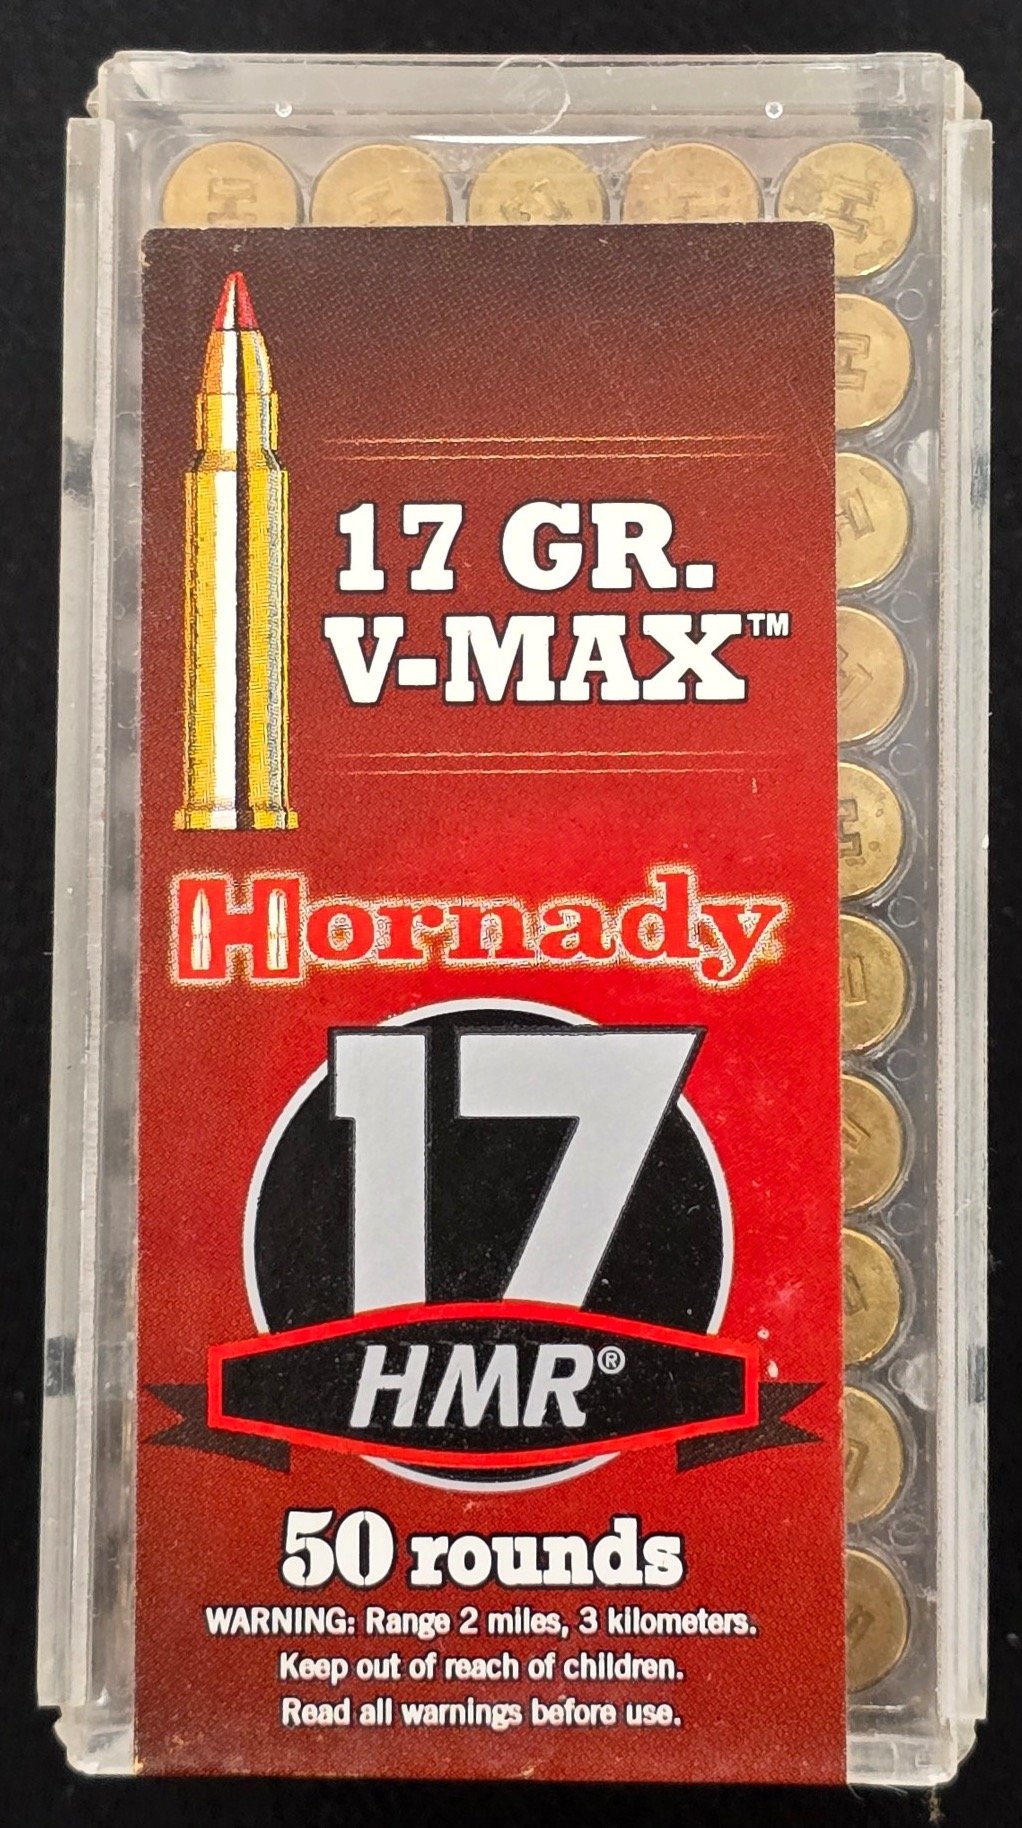 17 GR.
V-MAX™
Hornady
17
HMR®
50 rounds
WARNING: Range 2 miles, 3 kilometers.
Keep out of reach of children.
Read all warnings before use.